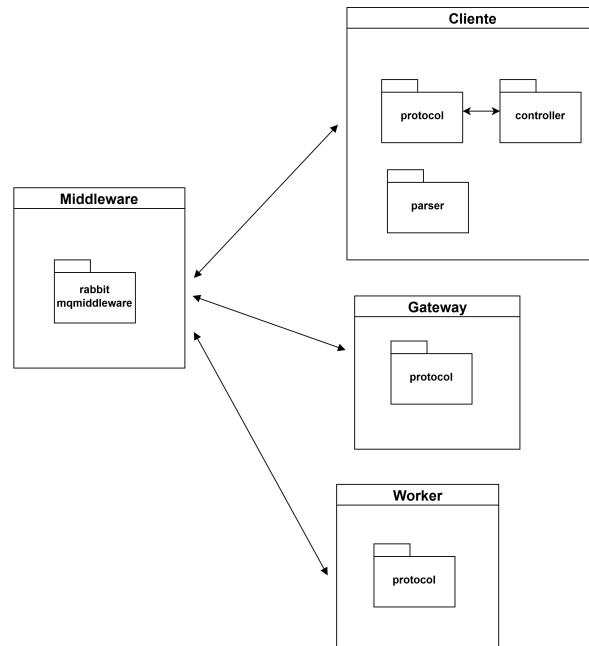 Cliente
protocol
controller
parser
Middleware
rabbit
mqmiddleware
Gateway
protocol
Worker
protocol